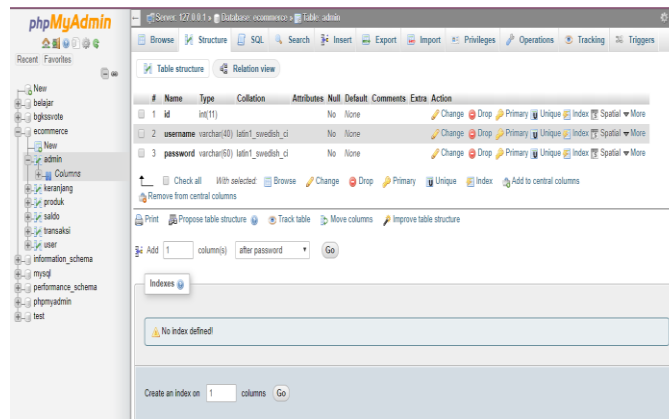 phpMyAdmin
Recent Favorites
New
belajar
bgkssvote
ecommerce
New
admin
Columns
keranjang
produk
saldo
transaksi
user
information_schema
mysql
performance_schema
phpmyadmin
test
Server: 127.0.0.1 » Database: ecommerce » Table: admin
Browse Structure SQL Search Insert Export Import Privileges Operations Tracking Triggers
Table structure Relation view
# Name Type Collation Attributes Null Default Comments Extra Action
1 id int(11) No None Change Drop Primary Unique Index Spatial More
2 username varchar(40) latin1_swedish_ci No None Change Drop Primary Unique Index Spatial More
3 password varchar(60) latin1_swedish_ci No None Change Drop Primary Unique Index Spatial More
Check all With selected: Browse Change Drop Primary Unique Index Add to central columns
Remove from central columns
Print Propose table structure Track table Move columns Improve table structure
Add 1 column(s) after password Go
Indexes
No index defined!
Create an index on 1 columns Go